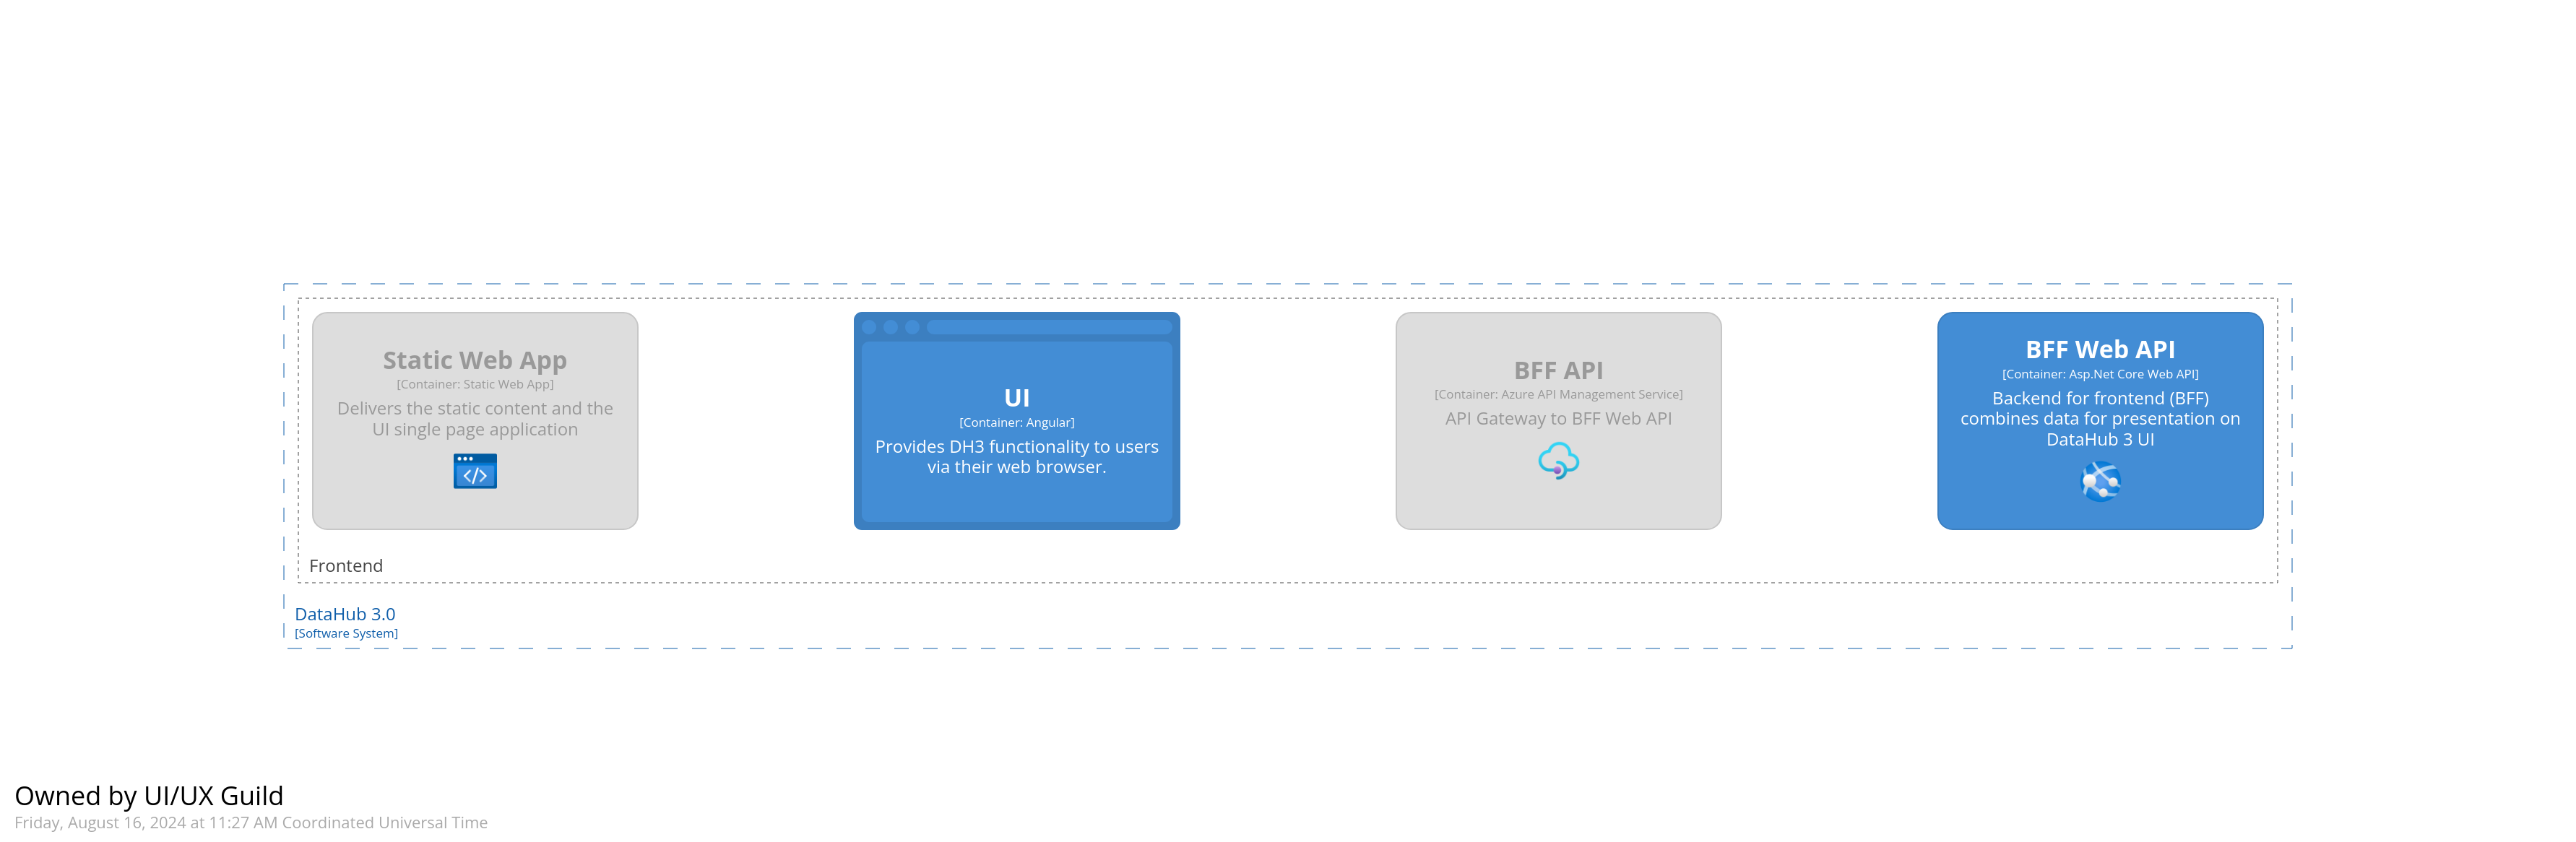 Static Web App
[Container: Static Web App]
Delivers the static content and the
UI single page application
UI
[Container: Angular]
Provides DH3 functionality to users
via their web browser.
BFF API
[Container: Azure API Management Service]
API Gateway to BFF Web API
BFF Web API
[Container: Asp.Net Core Web API]
Backend for frontend (BFF)
combines data for presentation on
DataHub 3 UI
Frontend
DataHub 3.0
[Software System]
Owned by UI/UX Guild
Friday, August 16, 2024 at 11:27 AM Coordinated Universal Time